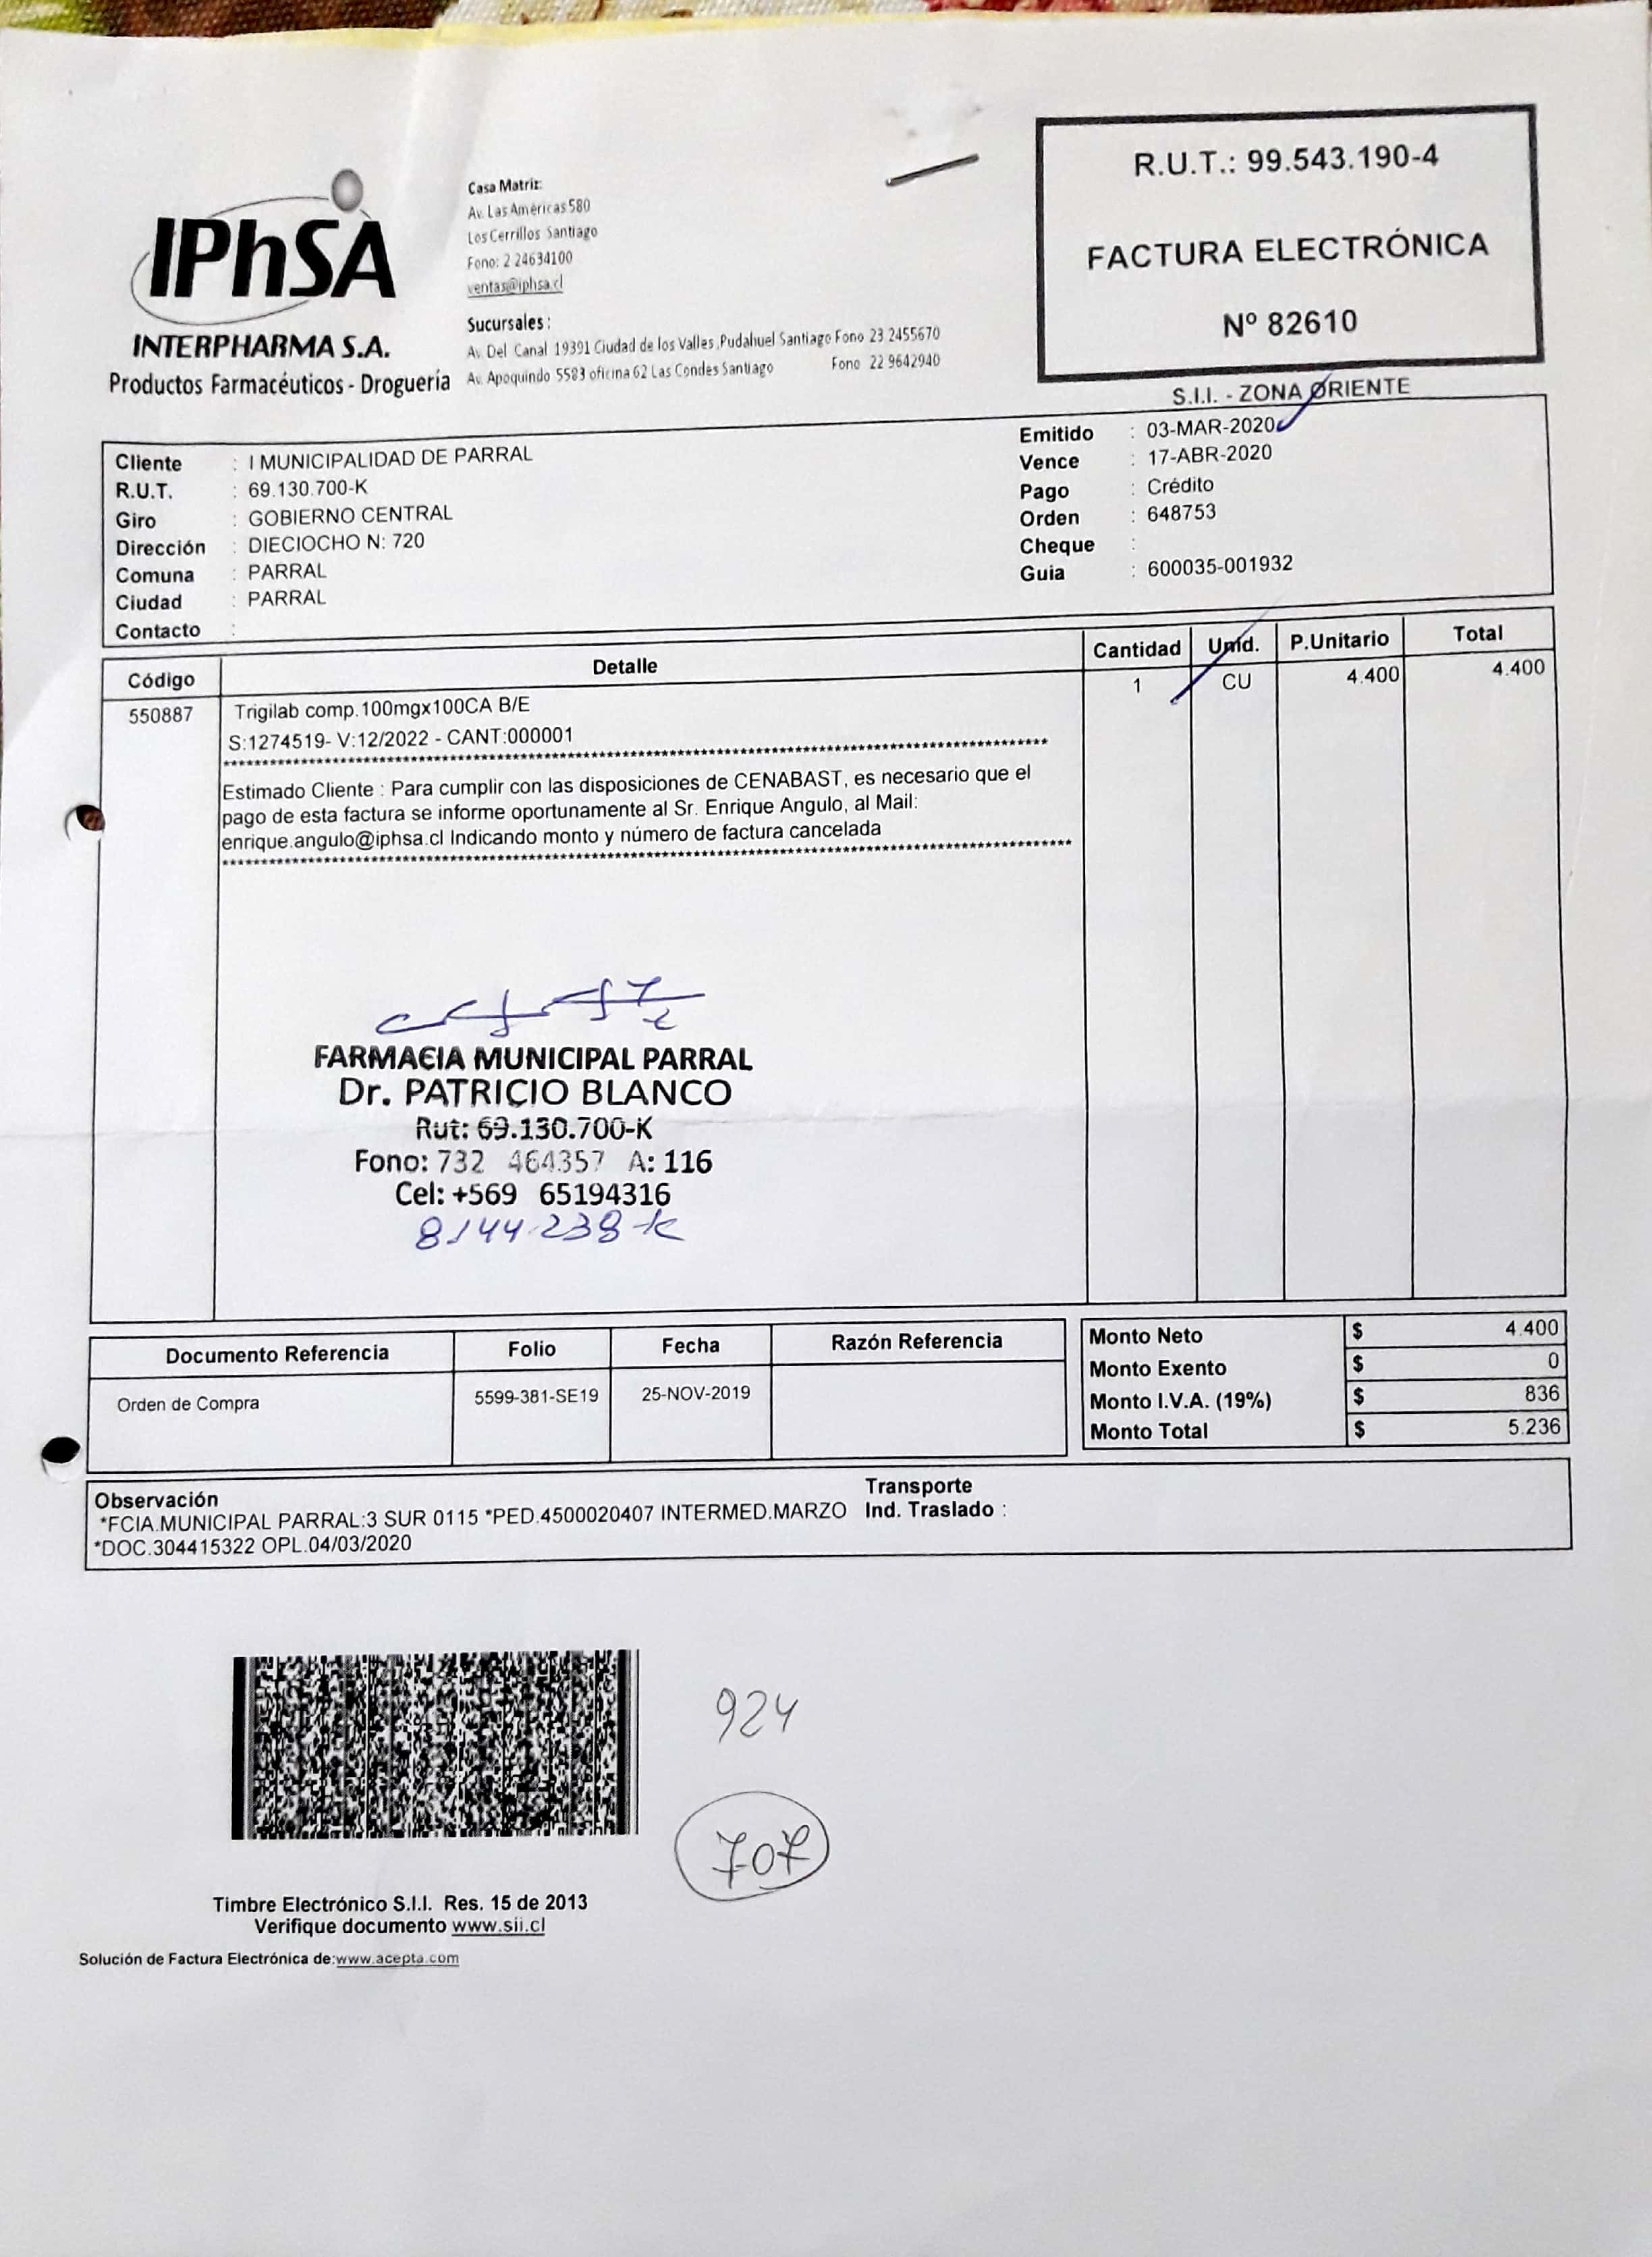 IPhSA
INTERPHARMA S.A.
Productos Farmacéuticos - Droguería
Casa Matriz:
Av. Las Américas 580
Los Cerrillos Santiago
Fono: 2 24634100
ventas@iphsa.cl
Sucursales :
Av. Del Canal 19391 Ciudad de los Valles ,Pudahuel Santiago Fono 23 2455670
Av. Apoquindo 5583 oficina 62 Las Condes Santiago Fono 22 9642940
R.U.T.: 99.543.190-4
FACTURA ELECTRÓNICA
Nº 82610
S.I.I. - ZONA ORIENTE
Cliente : I MUNICIPALIDAD DE PARRAL
R.U.T. : 69.130.700-K
Giro : GOBIERNO CENTRAL
Dirección : DIECIOCHO N: 720
Comuna : PARRAL
Ciudad : PARRAL
Contacto :
Emitido : 03-MAR-2020
Vence : 17-ABR-2020
Pago : Crédito
Orden : 648753
Cheque :
Guia : 600035-001932
Código Detalle Cantidad Unid. P.Unitario Total
550887 Trigilab comp.100mgx100CA B/E 1 CU 4.400 4.400
S:1274519- V:12/2022 - CANT:000001
Estimado Cliente : Para cumplir con las disposiciones de CENABAST, es necesario que el
pago de esta factura se informe oportunamente al Sr. Enrique Angulo, al Mail:
enrique.angulo@iphsa.cl Indicando monto y número de factura cancelada
FARMACIA MUNICIPAL PARRAL
Dr. PATRICIO BLANCO
Rut: 69.130.700-K
Fono: 732 464357 A: 116
Cel: +569 65194316
8144.238-k
Documento Referencia Folio Fecha Razón Referencia
Orden de Compra 5599-381-SE19 25-NOV-2019
Monto Neto $ 4.400
Monto Exento $ 0
Monto I.V.A. (19%) $ 836
Monto Total $ 5.236
Observación
*FCIA.MUNICIPAL PARRAL:3 SUR 0115 *PED.4500020407 INTERMED.MARZO
*DOC.304415322 OPL.04/03/2020
Transporte
Ind. Traslado :
924
707
Timbre Electrónico S.I.I. Res. 15 de 2013
Verifique documento www.sii.cl
Solución de Factura Electrónica de:www.acepta.com